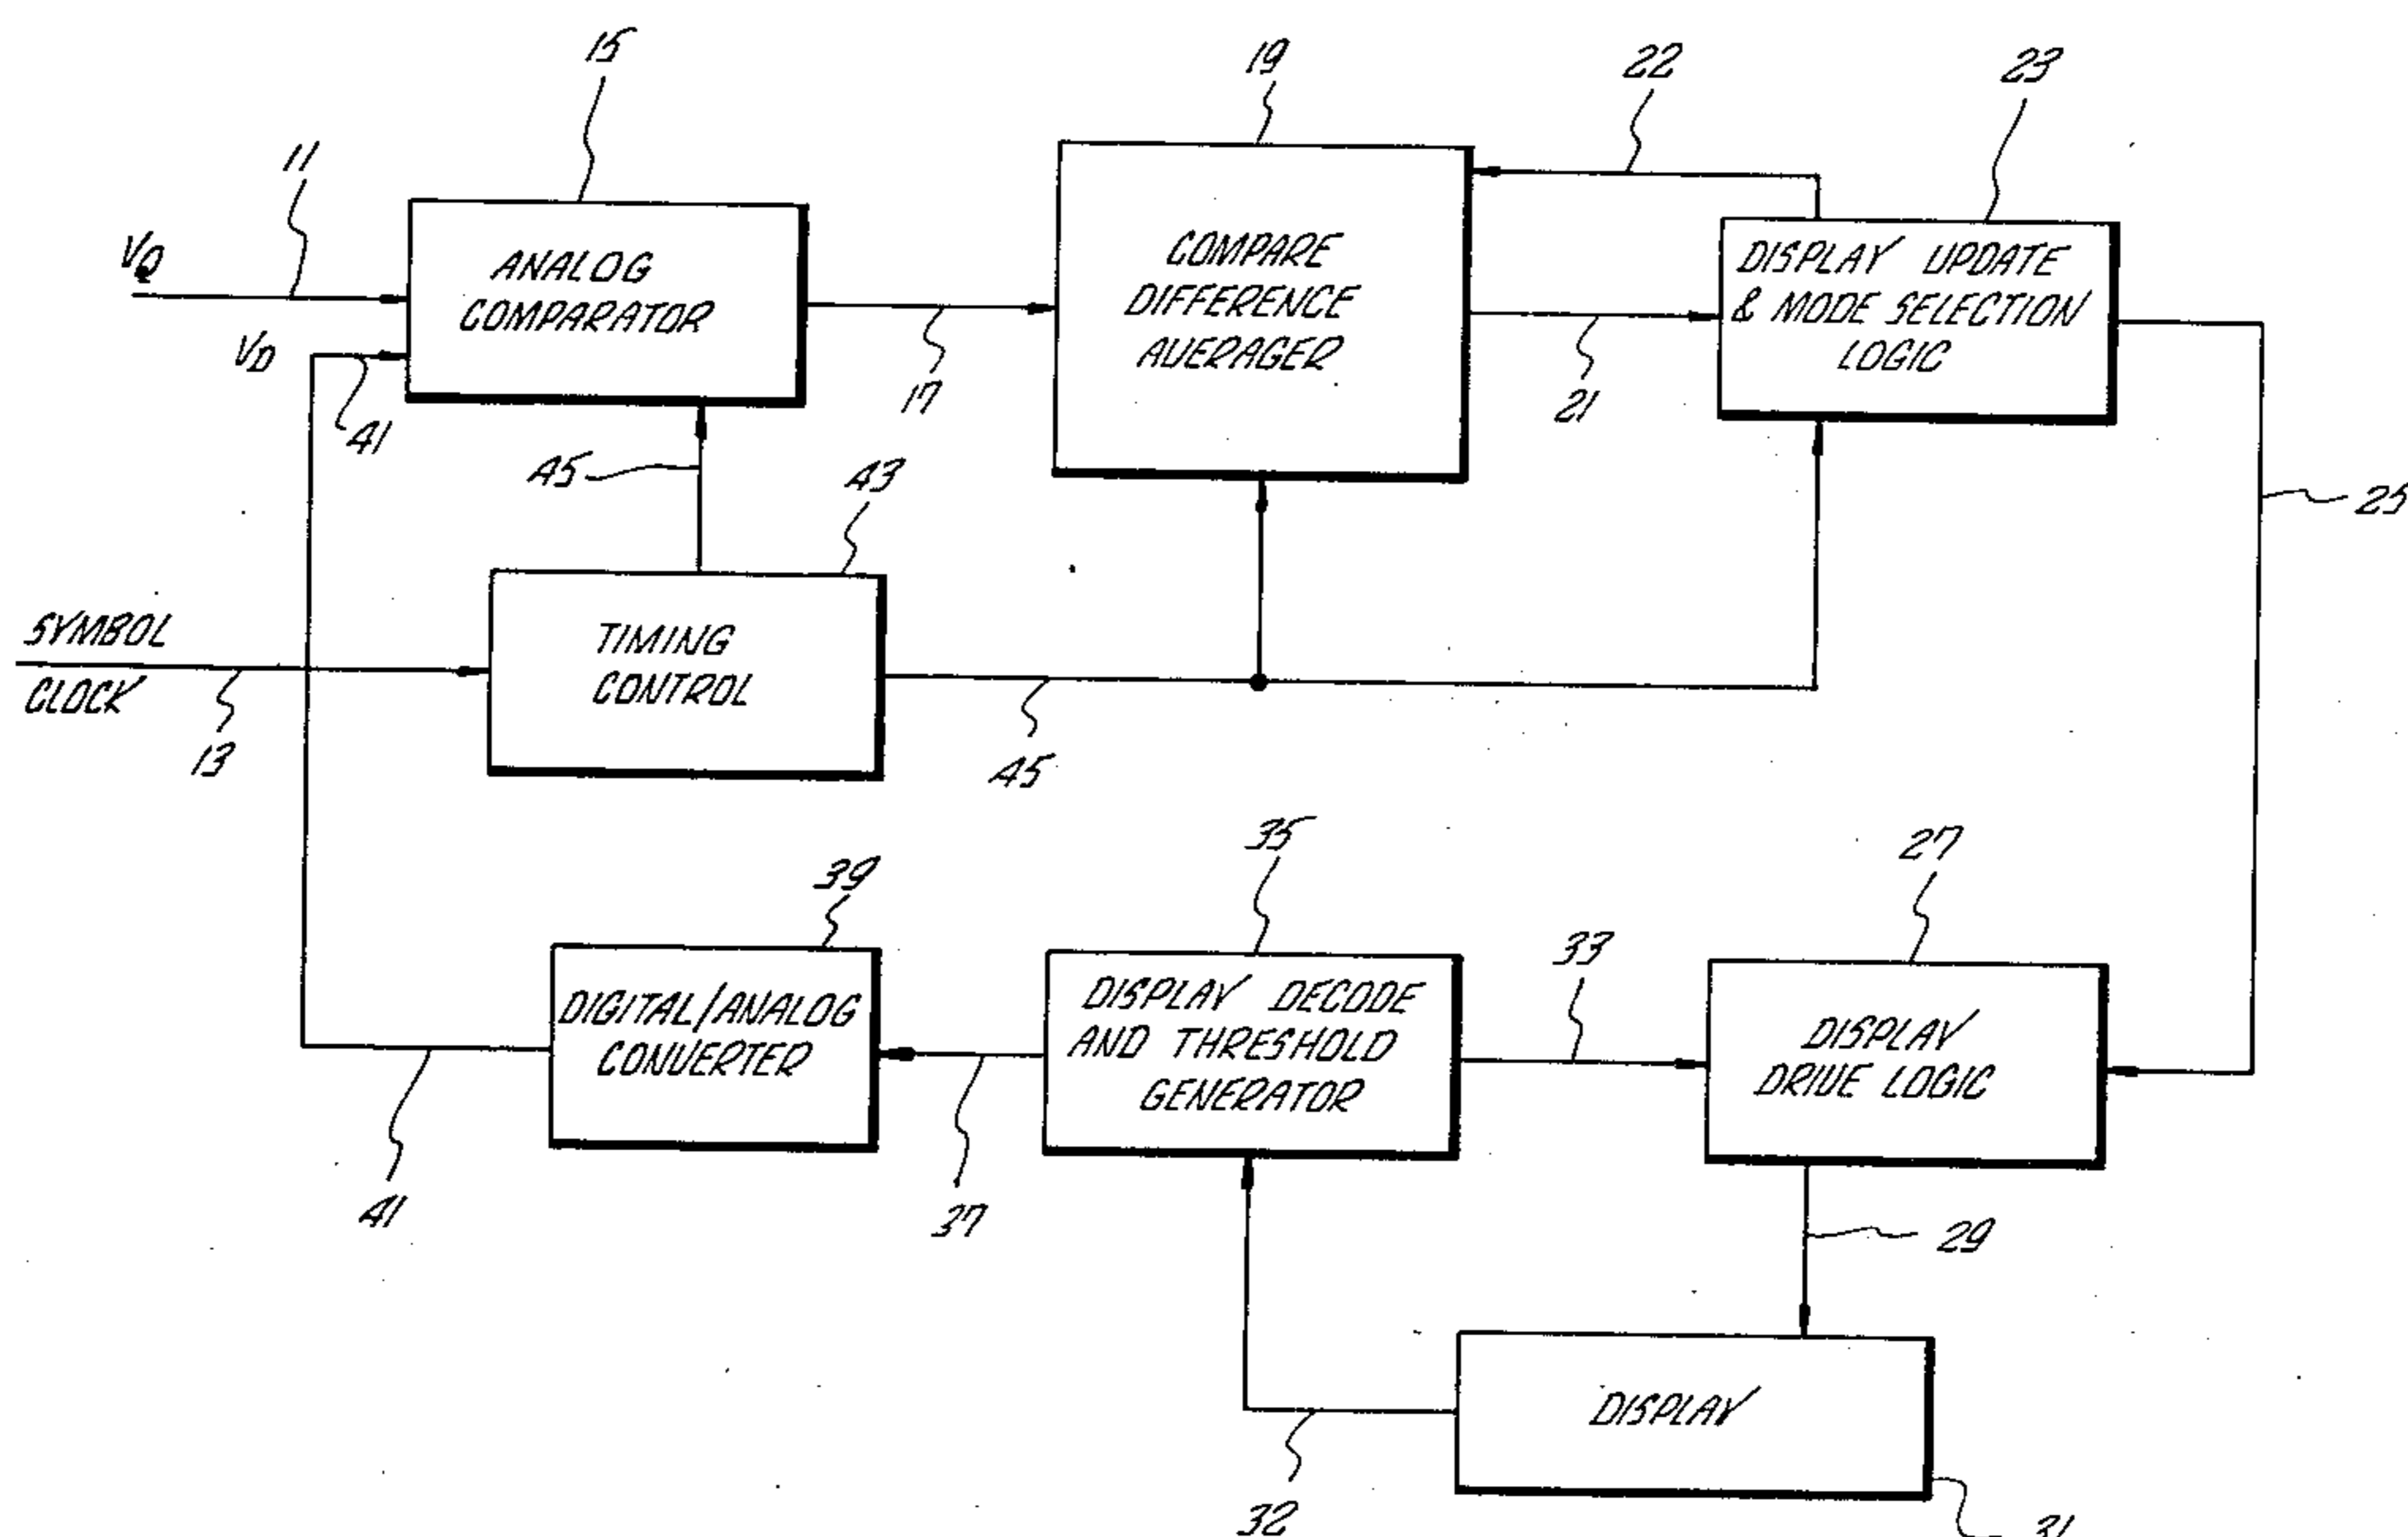 15
19
22
23
11
VQ
ANALOG
COMPARATOR
COMPARE
DIFFERENCE
AVERAGER
DISPLAY UPDATE
& MODE SELECTION
LOGIC
VD
41
17
21
45
43
25
SYMBOL
CLOCK
TIMING
CONTROL
13
45
39
35
27
33
DIGITAL/ANALOG
CONVERTER
DISPLAY DECODE
AND THRESHOLD
GENERATOR
DISPLAY
DRIVE LOGIC
41
37
29
DISPLAY
32
31